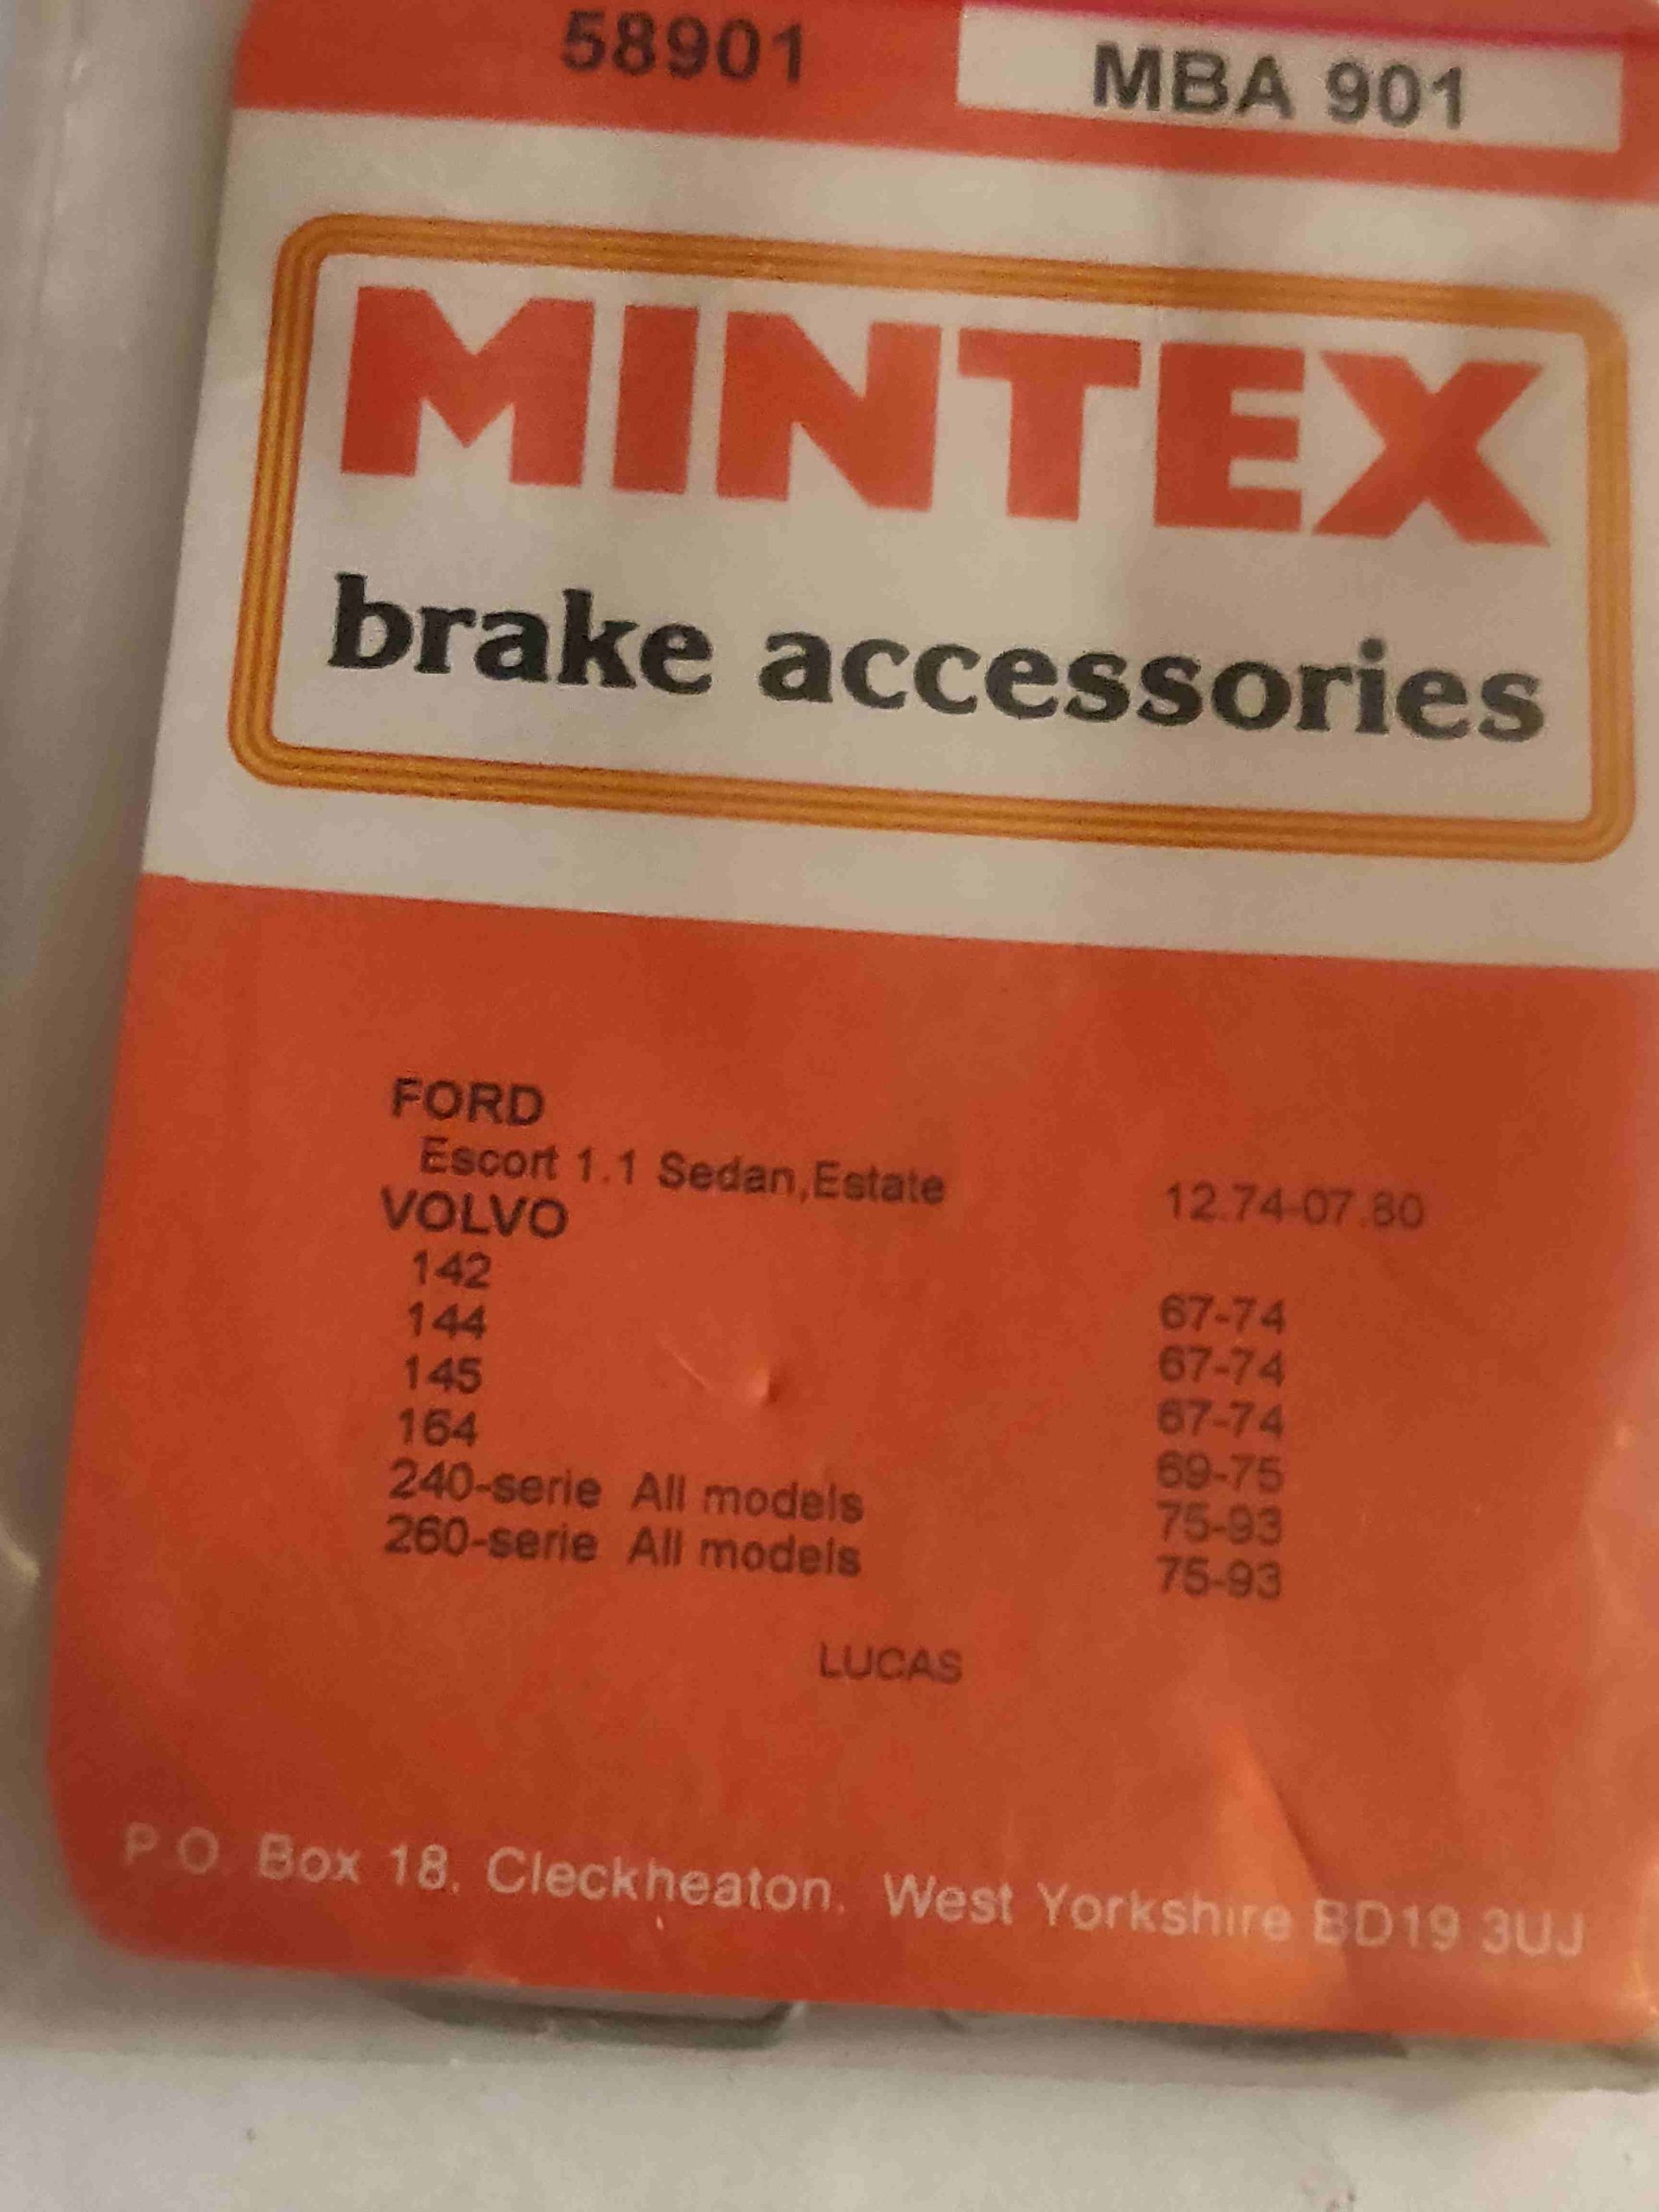 58901 MBA 901
MINTEX
brake accessories
FORD
Escort 1.1 Sedan,Estate 12.74-07.80
VOLVO
142 67-74
144 67-74
145 67-74
164 69-75
240-serie All models 75-93
260-serie All models 75-93
LUCAS
P.O. Box 18, Cleckheaton, West Yorkshire BD19 3UJ